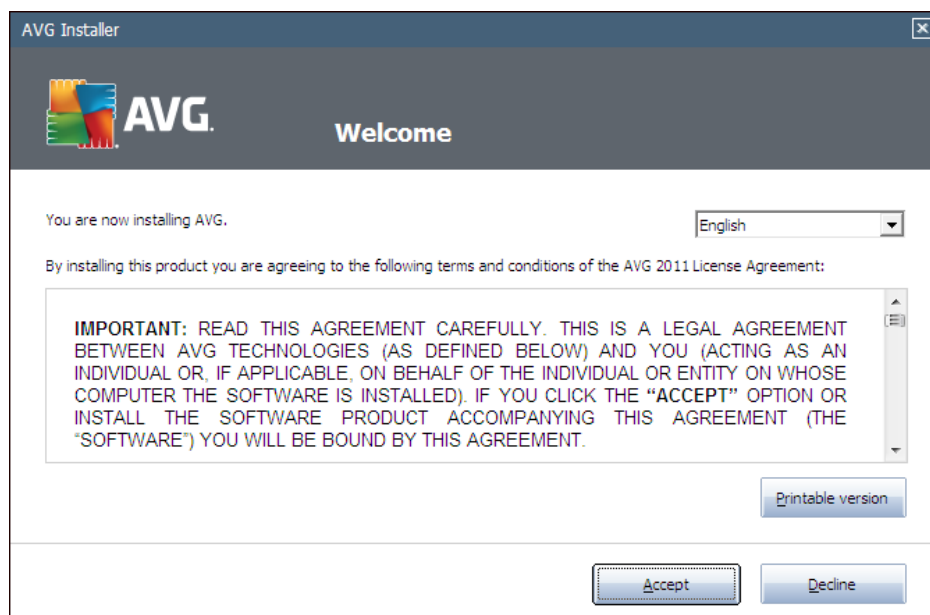 AVG Installer
AVG.
Welcome
You are now installing AVG.
English
By installing this product you are agreeing to the following terms and conditions of the AVG 2011 License Agreement:
IMPORTANT: READ THIS AGREEMENT CAREFULLY. THIS IS A LEGAL AGREEMENT
BETWEEN AVG TECHNOLOGIES (AS DEFINED BELOW) AND YOU (ACTING AS AN
INDIVIDUAL OR, IF APPLICABLE, ON BEHALF OF THE INDIVIDUAL OR ENTITY ON WHOSE
COMPUTER THE SOFTWARE IS INSTALLED). IF YOU CLICK THE “ACCEPT” OPTION OR
INSTALL THE SOFTWARE PRODUCT ACCOMPANYING THIS AGREEMENT (THE
“SOFTWARE”) YOU WILL BE BOUND BY THIS AGREEMENT.
Printable version
Accept
Decline